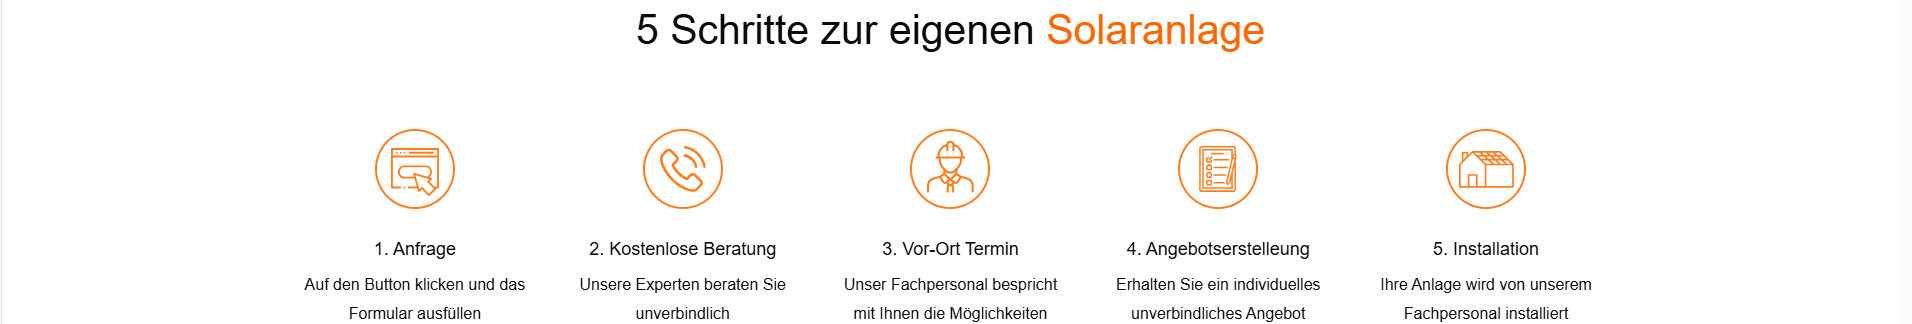 5 Schritte zur eigenen Solaranlage
1. Anfrage
Auf den Button klicken und das
Formular ausfüllen
2. Kostenlose Beratung
Unsere Experten beraten Sie
unverbindlich
3. Vor-Ort Termin
Unser Fachpersonal bespricht
mit Ihnen die Möglichkeiten
4. Angebotserstelleung
Erhalten Sie ein individuelles
unverbindliches Angebot
5. Installation
Ihre Anlage wird von unserem
Fachpersonal installiert